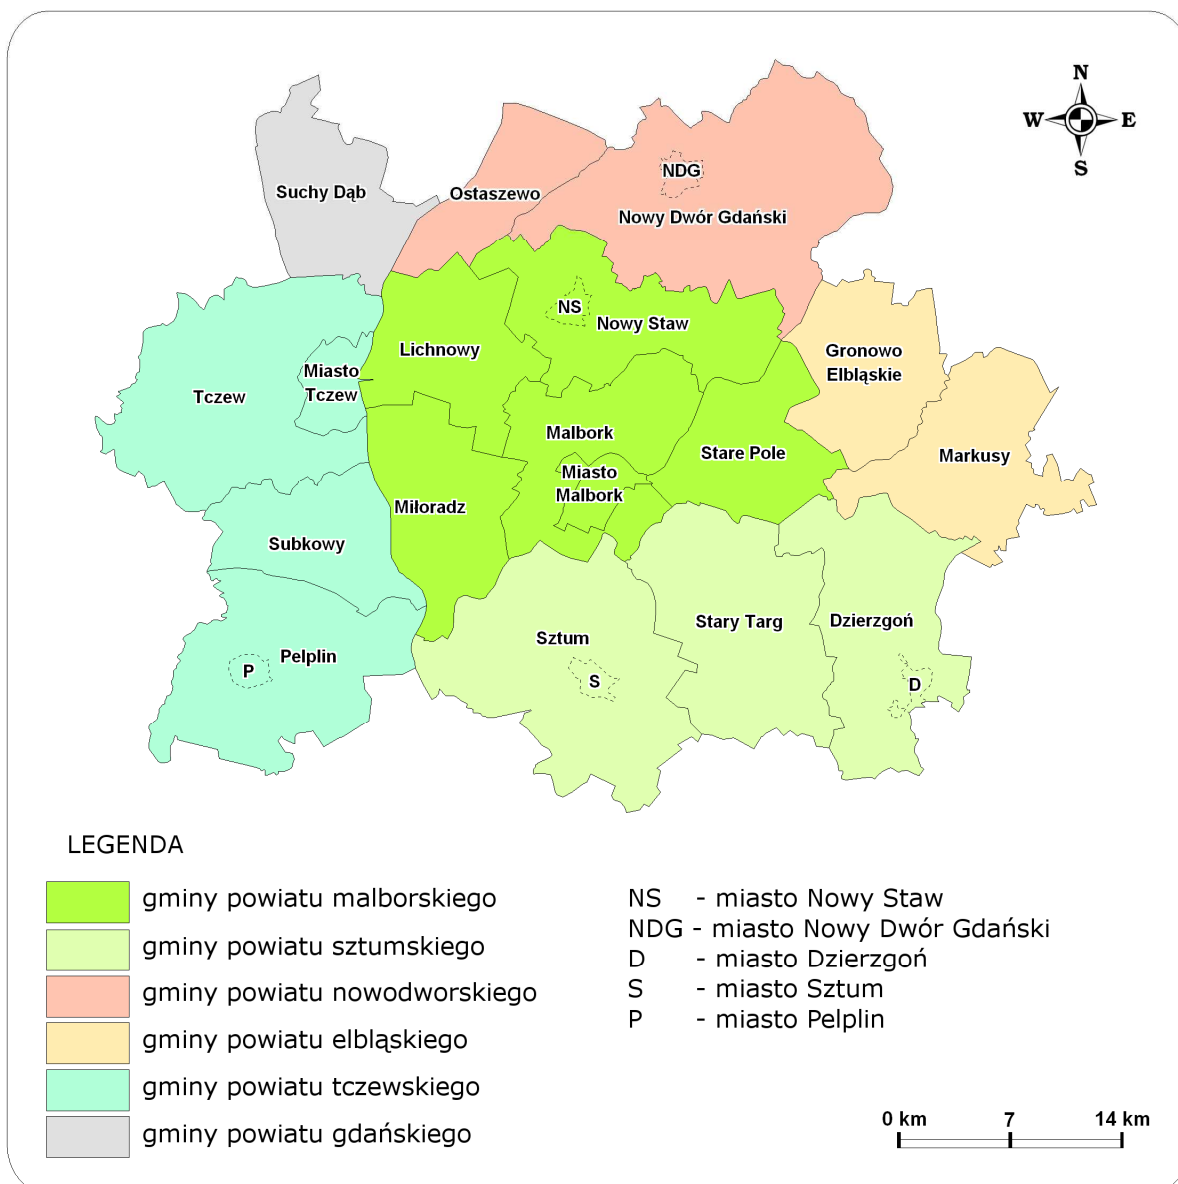 N
W E
S
Suchy Dąb
Ostaszewo
NDG
Nowy Dwór Gdański
NS
Nowy Staw
Lichnowy
Gronowo
Elbląskie
Miasto
Tczew
Tczew
Malbork
Stare Pole
Markusy
Miasto
Malbork
Miłoradz
Subkowy
Stary Targ
Dzierzgoń
Sztum
Pelplin
P
S
D
LEGENDA
gminy powiatu malborskiego
gminy powiatu sztumskiego
gminy powiatu nowodworskiego
gminy powiatu elbląskiego
gminy powiatu tczewskiego
gminy powiatu gdańskiego
NS - miasto Nowy Staw
NDG - miasto Nowy Dwór Gdański
D - miasto Dzierzgoń
S - miasto Sztum
P - miasto Pelplin
0 km 7 14 km